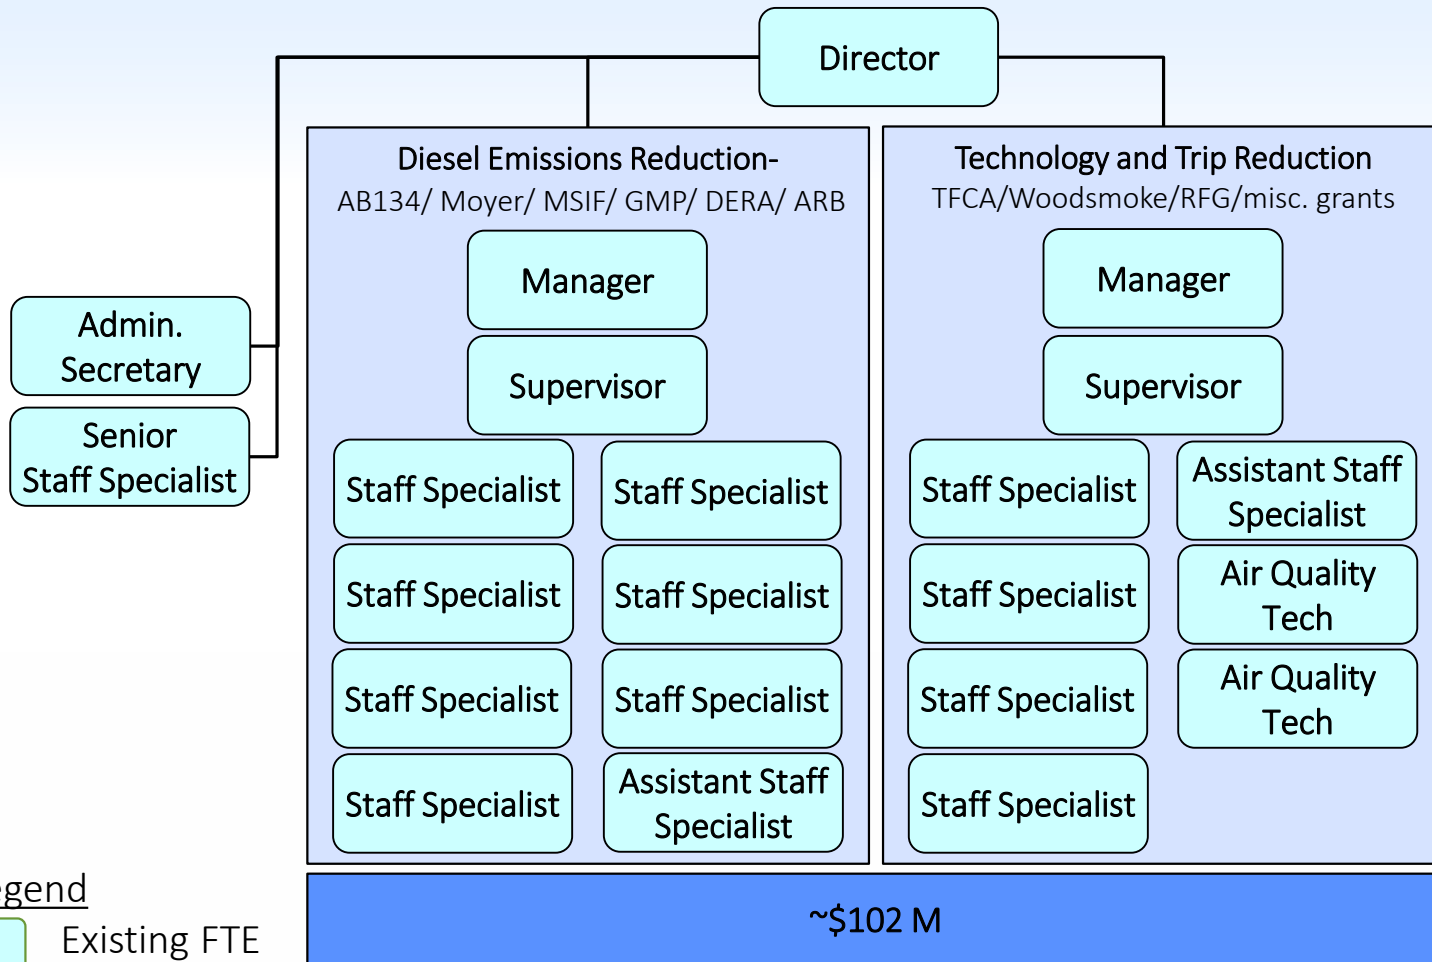 Director
Diesel Emissions Reduction-
AB134/ Moyer/ MSIF/ GMP/ DERA/ ARB
Manager
Supervisor
Staff Specialist
Staff Specialist
Staff Specialist
Staff Specialist
Staff Specialist
Staff Specialist
Staff Specialist
Assistant Staff
Specialist
Technology and Trip Reduction
TFCA/Woodsmoke/RFG/misc. grants
Manager
Supervisor
Staff Specialist
Assistant Staff
Specialist
Staff Specialist
Air Quality
Tech
Staff Specialist
Air Quality
Tech
Staff Specialist
Admin.
Secretary
Senior
Staff Specialist
egend
Existing FTE
~$102 M